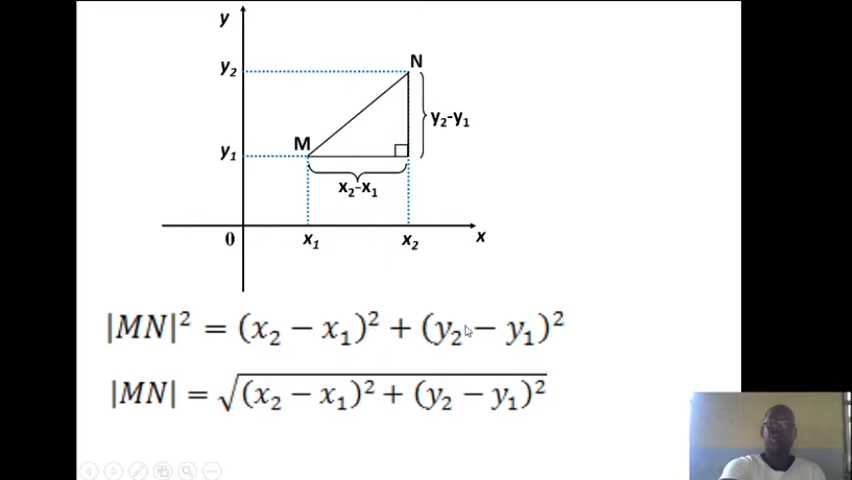 y
y₂
N
y₂-y₁
M
y₁
x₂-x₁
0
x₁
x₂
x
|MN|² = (x₂ − x₁)² + (y₂ − y₁)²
|MN| = √(x₂ − x₁)² + (y₂ − y₁)²